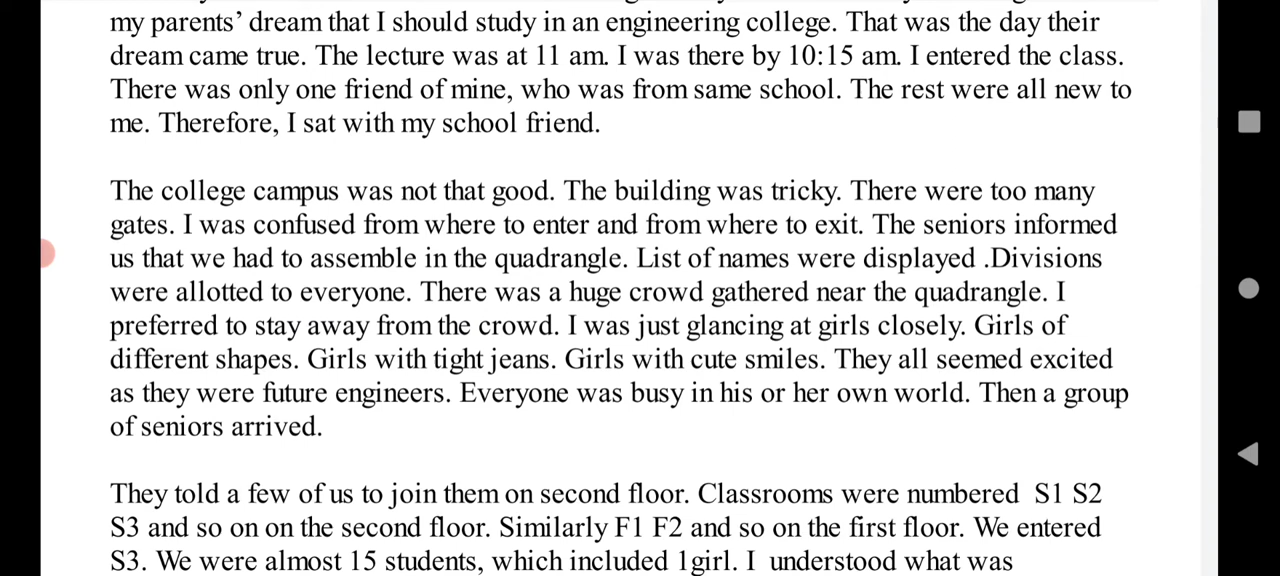 my parents’ dream that I should study in an engineering college. That was the day their
dream came true. The lecture was at 11 am. I was there by 10:15 am. I entered the class.
There was only one friend of mine, who was from same school. The rest were all new to
me. Therefore, I sat with my school friend.
The college campus was not that good. The building was tricky. There were too many
gates. I was confused from where to enter and from where to exit. The seniors informed
us that we had to assemble in the quadrangle. List of names were displayed .Divisions
were allotted to everyone. There was a huge crowd gathered near the quadrangle. I
preferred to stay away from the crowd. I was just glancing at girls closely. Girls of
different shapes. Girls with tight jeans. Girls with cute smiles. They all seemed excited
as they were future engineers. Everyone was busy in his or her own world. Then a group
of seniors arrived.
They told a few of us to join them on second floor. Classrooms were numbered  S1 S2
S3 and so on on the second floor. Similarly F1 F2 and so on the first floor. We entered
S3. We were almost 15 students, which included 1girl. I  understood what was